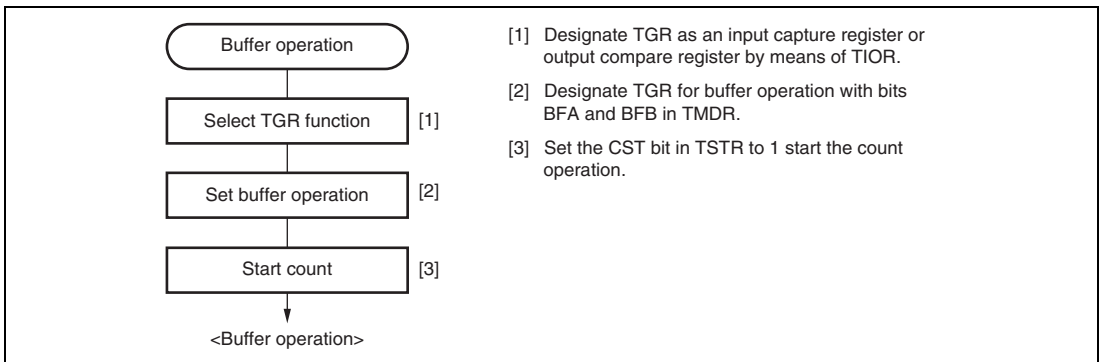 Buffer operation
Select TGR function
[1]
Set buffer operation
[2]
Start count
[3]
<Buffer operation>
[1] Designate TGR as an input capture register or
output compare register by means of TIOR.
[2] Designate TGR for buffer operation with bits
BFA and BFB in TMDR.
[3] Set the CST bit in TSTR to 1 start the count
operation.